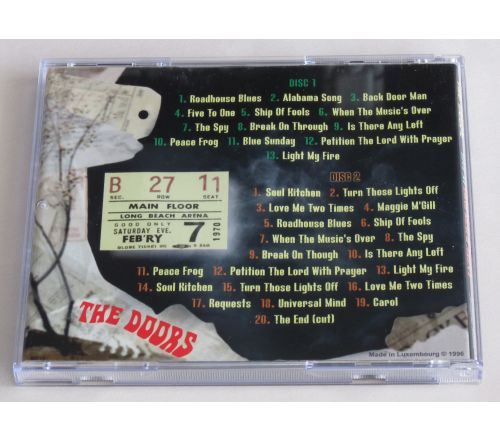 DISC 1
1. Roadhouse Blues 2. Alabama Song 3. Back Door Man
4. Five To One 5. Ship Of Fools 6. When The Music's Over
7. The Spy 8. Break On Through 9. Is There Any Left
10. Peace Frog 11. Blue Sunday 12. Petition The Lord With Prayer
13. Light My Fire
DISC 2
1. Soul Kitchen 2. Turn Those Lights Off
3. Love Me Two Times 4. Maggie M'Gill
5. Roadhouse Blues 6. Ship Of Fools
7. When The Music's Over 8. The Spy
9. Break On Though 10. Is There Any Left
11. Peace Frog 12. Petition The Lord With Prayer 13. Light My Fire
14. Soul Kitchen 15. Turn Those Lights Off 16. Love Me Two Times
17. Requests 18. Universal Mind 19. Carol
20. The End (cut)
B 27 11
SEC. ROW
MAIN FLOOR
LONG BEACH ARENA
GOOD ONLY
SATURDAY EVE.
FEB'RY 7 1970
THE DOORS
Made in Luxembourg © 1996